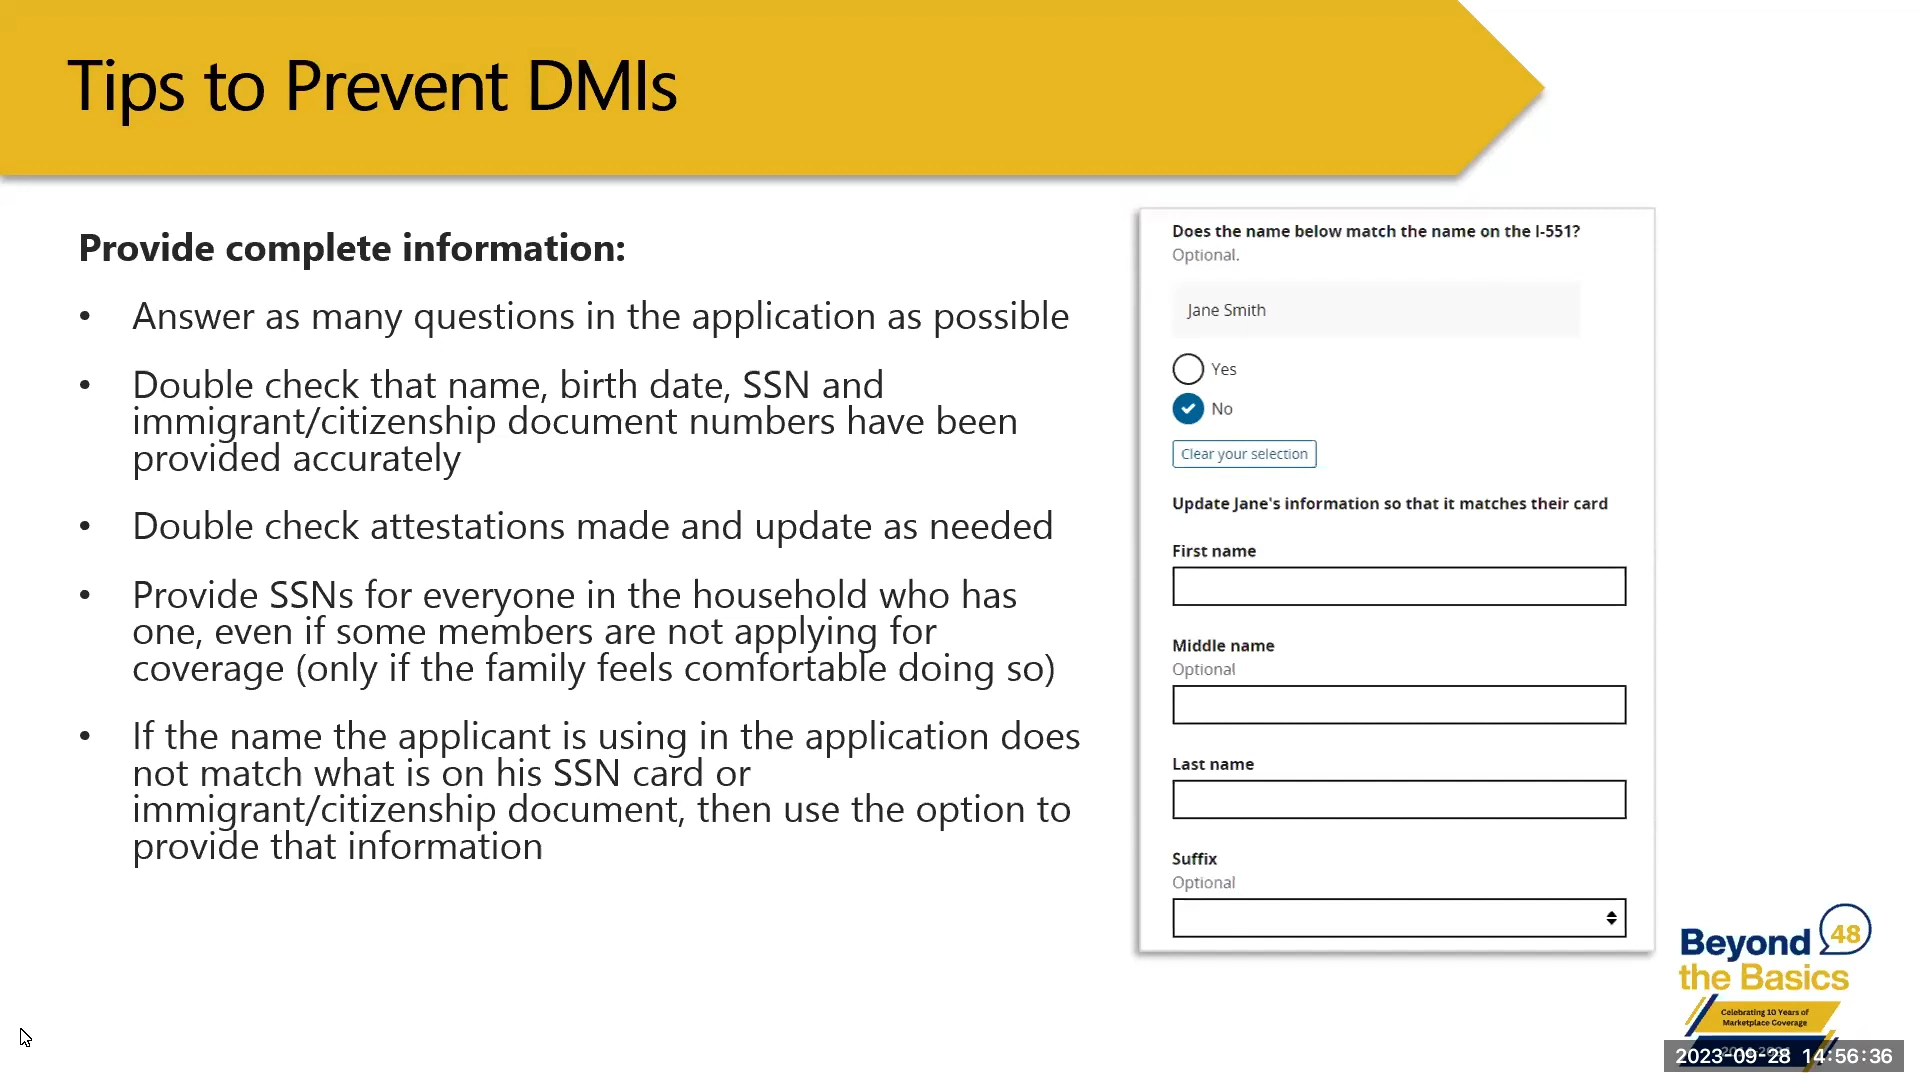 Tips to Prevent DMIs
Provide complete information:
• Answer as many questions in the application as possible
• Double check that name, birth date, SSN and
immigrant/citizenship document numbers have been
provided accurately
• Double check attestations made and update as needed
• Provide SSNs for everyone in the household who has
one, even if some members are not applying for
coverage (only if the family feels comfortable doing so)
• If the name the applicant is using in the application does
not match what is on his SSN card or
immigrant/citizenship document, then use the option to
provide that information
Does the name below match the name on the I-551?
Optional.
Jane Smith
Yes
No
Clear your selection
Update Jane's information so that it matches their card
First name
Middle name
Optional
Last name
Suffix
Optional
Beyond 48
the Basics
Celebrating 10 Years of
Marketplace Coverage
2023-09-28 14:56:36